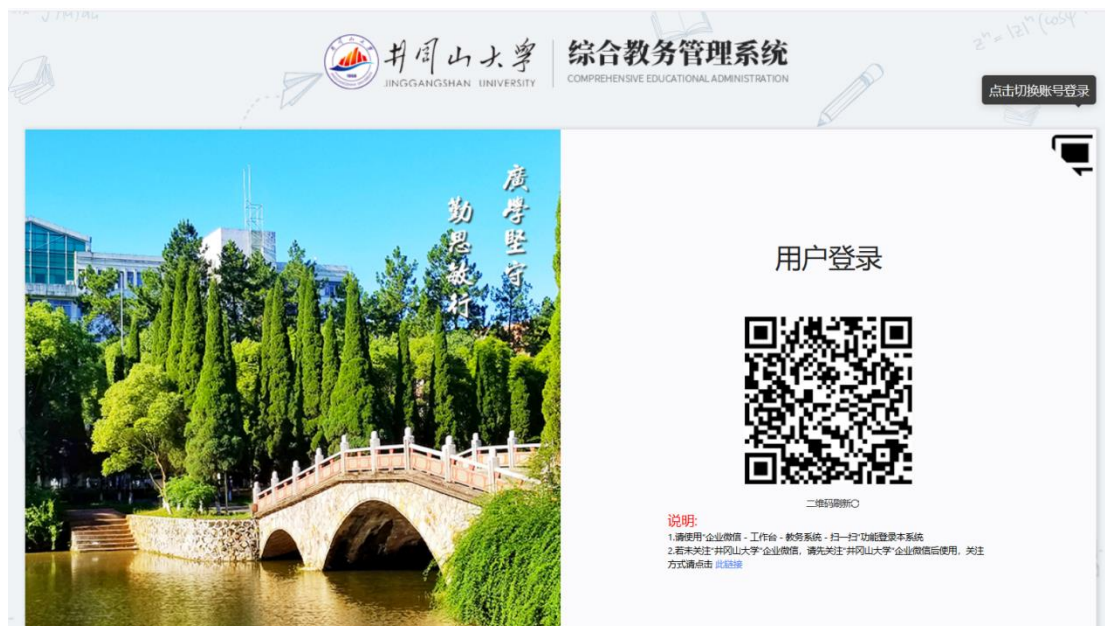 井冈山大学
JINGGANGSHAN UNIVERSITY
综合教务管理系统
COMPREHENSIVE EDUCATIONAL ADMINISTRATION
zⁿ = |z|ⁿ (cosφ
点击切换账号登录
廣學堅守
勤思敏行
用户登录
二维码刷新
说明:
1.请使用“企业微信 - 工作台 - 教务系统 - 扫一扫”功能登录本系统
2.若未关注“井冈山大学”企业微信，请先关注“井冈山大学”企业微信后使用，关注
方式请点击 此链接